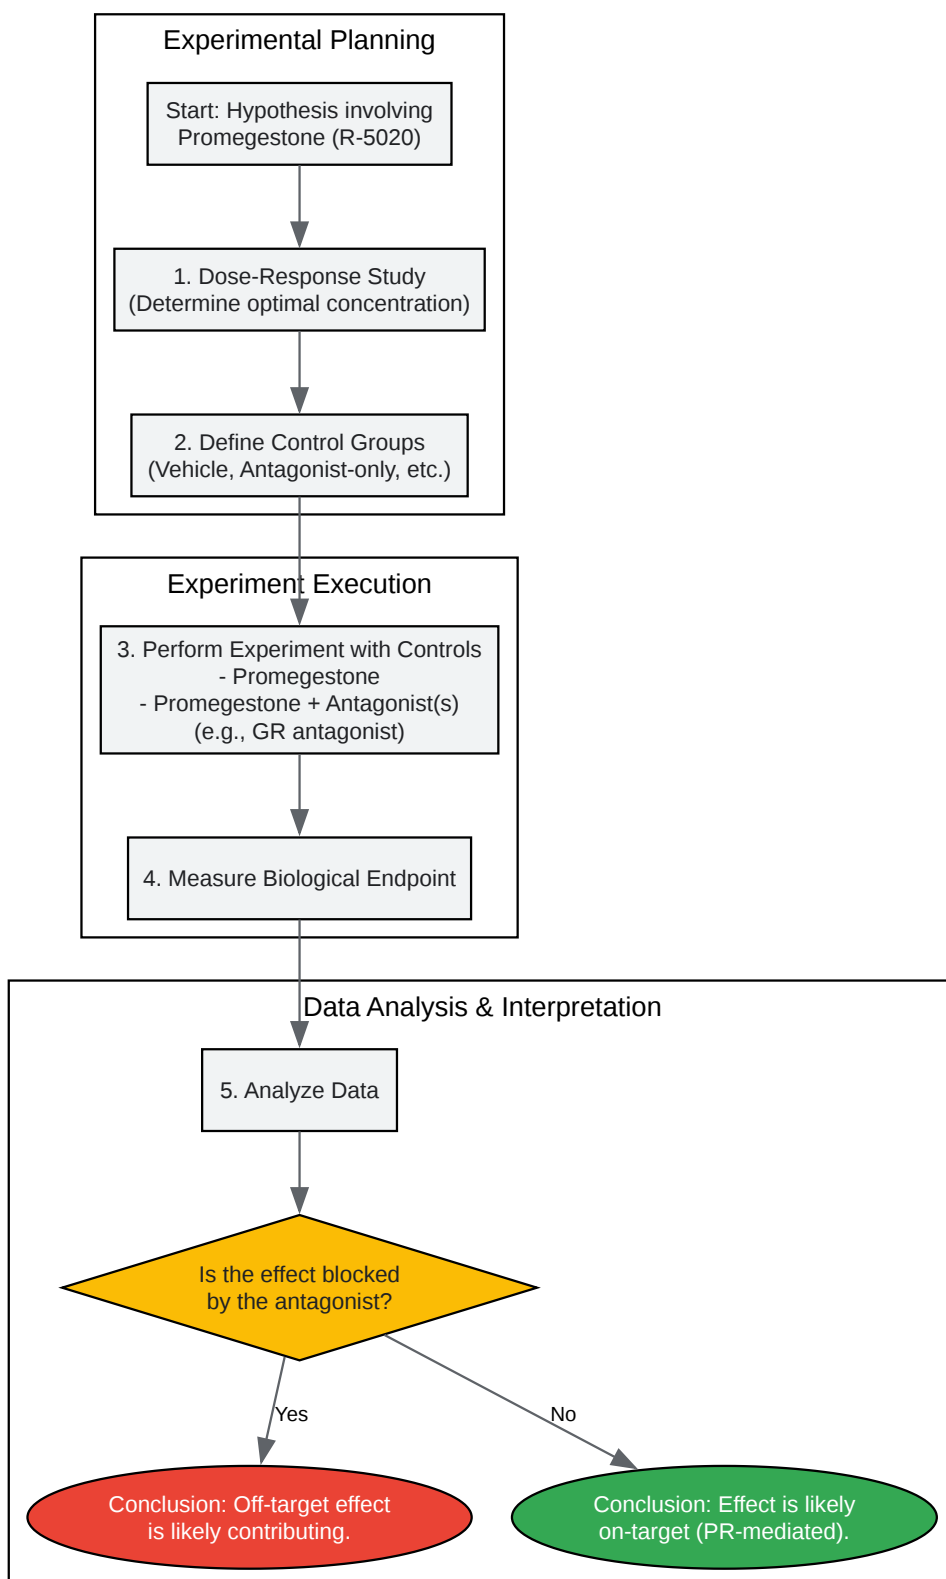 Experimental Planning
Start: Hypothesis involving
Promegestone (R-5020)
1. Dose-Response Study
(Determine optimal concentration)
2. Define Control Groups
(Vehicle, Antagonist-only, etc.)
Experiment Execution
3. Perform Experiment with Controls
- Promegestone
- Promegestone + Antagonist(s)
(e.g., GR antagonist)
4. Measure Biological Endpoint
Data Analysis & Interpretation
5. Analyze Data
Is the effect blocked
by the antagonist?
Yes
No
Conclusion: Off-target effect
is likely contributing.
Conclusion: Effect is likely
on-target (PR-mediated).